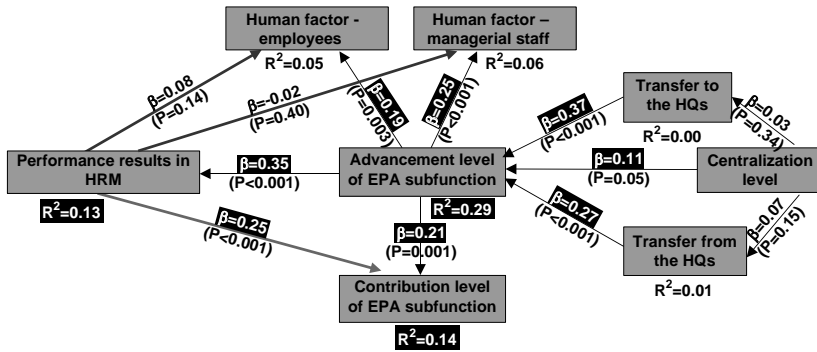 Human factor -
employees
R²=0.05
Human factor –
managerial staff
R²=0.06
β=0.08
(P=0.14)
β=-0.02
(P=0.40)
β=0.19
(P=0.003)
β=0.25
(P<0.001)
Transfer to
the HQs
R²=0.00
β=0.37
(P<0.001)
β=0.03
(P=0.34)
Performance results in
HRM
R²=0.13
β=0.35
(P<0.001)
Advancement level
of EPA subfunction
R²=0.29
β=0.11
(P=0.05)
Centralization
level
β=0.25
(P<0.001)
β=0.21
(P=0.001)
β=0.27
(P<0.001)
β=0.07
(P=0.15)
Transfer from
the HQs
R²=0.01
Contribution level
of EPA subfunction
R²=0.14